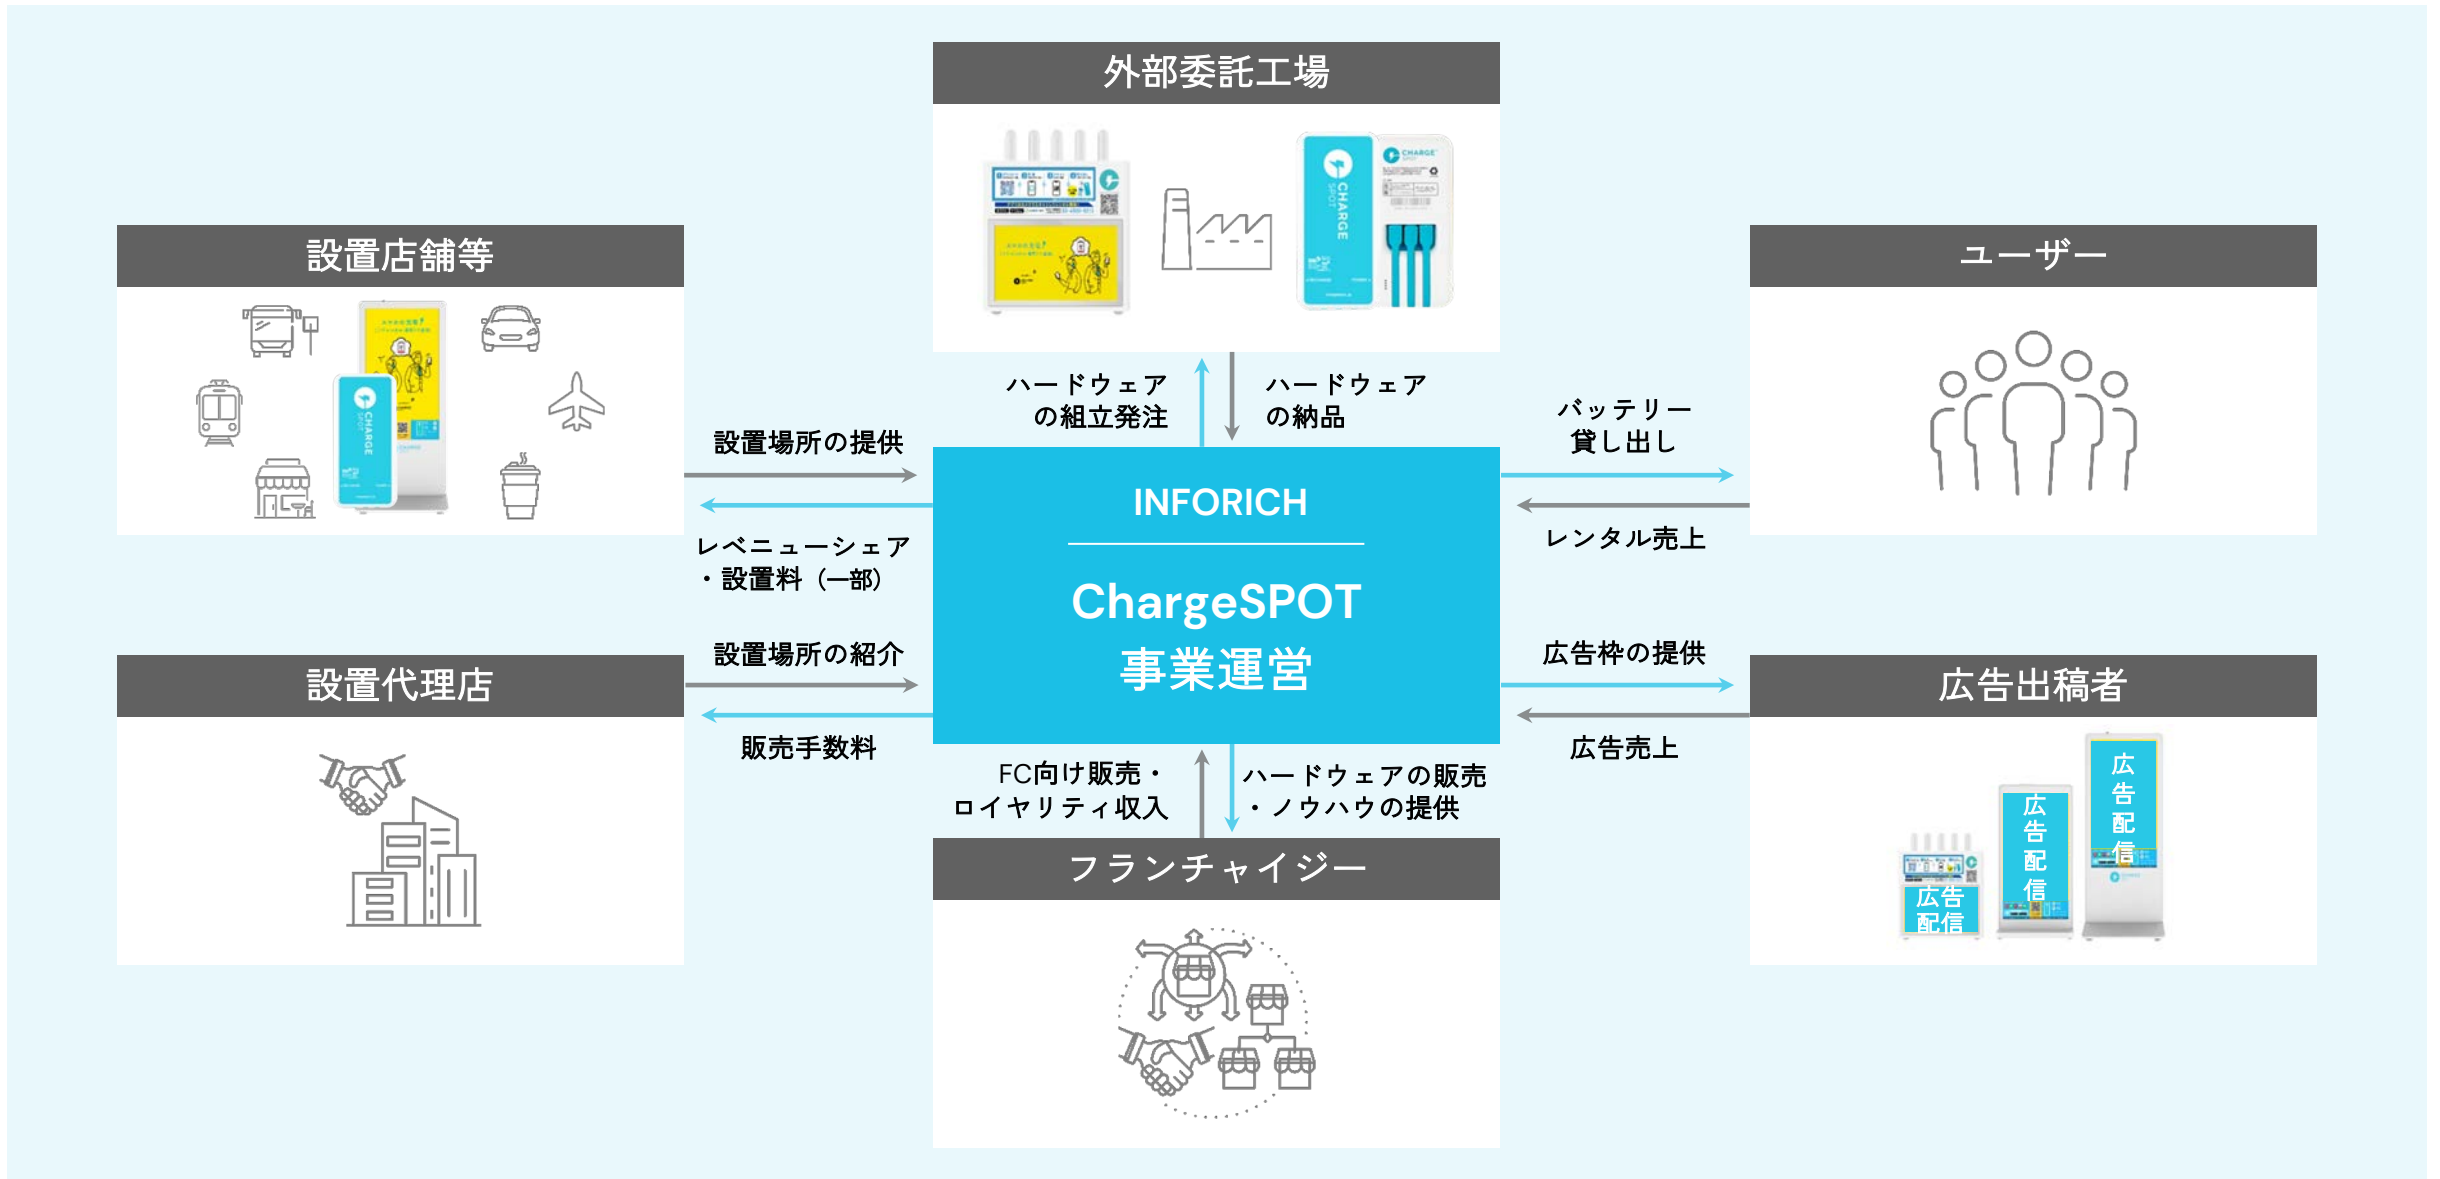 外部委託工場
CHARGE
SPOT
CHARGE
SPOT
設置店舗等
CHARGE
SPOT
ユーザー
ハードウェア
の組立発注
ハードウェア
の納品
設置場所の提供
レベニューシェア
・設置料（一部）
バッテリー
貸し出し
レンタル売上
INFORICH
ChargeSPOT
事業運営
設置代理店
設置場所の紹介
販売手数料
広告枠の提供
広告売上
広告出稿者
広告配信
広告配信
広告
配信
FC向け販売・
ロイヤリティ収入
ハードウェアの販売
・ノウハウの提供
フランチャイジー